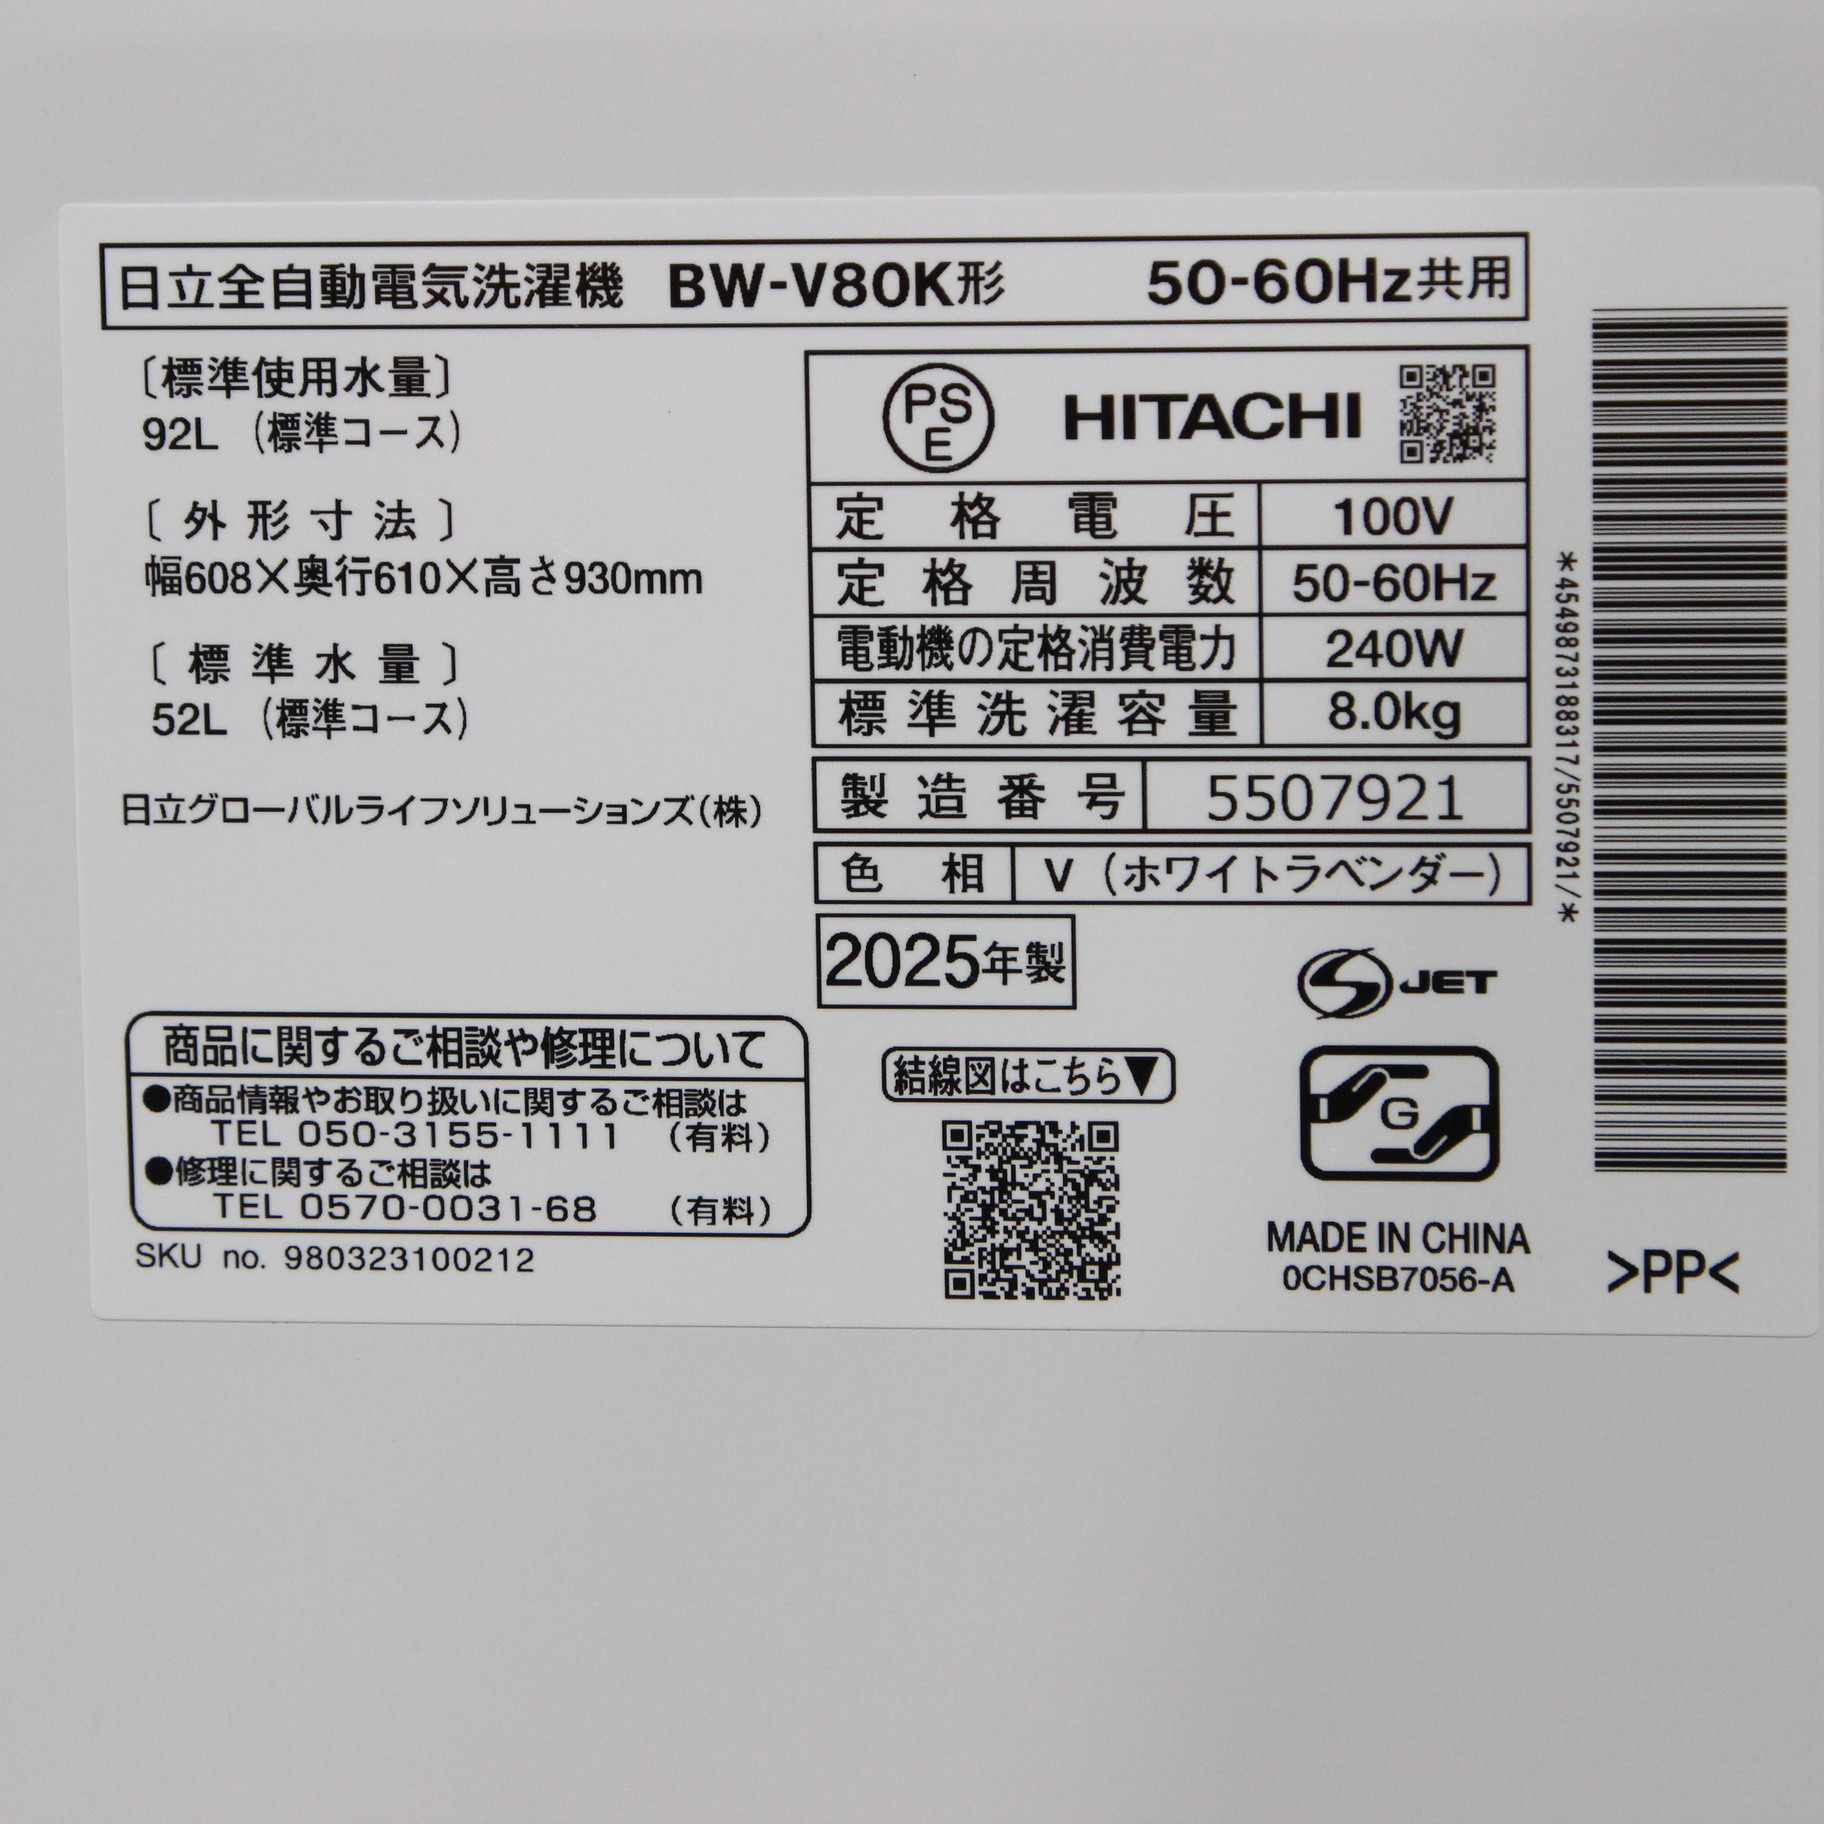 日立全自動電気洗濯機 BW-V80K形 50-60Hz共用
〔標準使用水量〕
92L (標準コース)
〔外形寸法〕
幅608×奥行610×高さ930mm
〔標準水量〕
52L (標準コース)
日立グローバルライフソリューションズ(株)
PS
E
HITACHI
定格電圧 100V
定格周波数 50-60Hz
電動機の定格消費電力 240W
標準洗濯容量 8.0kg
製造番号 5507921
色相 V (ホワイトラベンダー)
2025年製
商品に関するご相談や修理について
●商品情報やお取り扱いに関するご相談は
TEL 050-3155-1111 (有料)
●修理に関するご相談は
TEL 0570-0031-68 (有料)
SKU no. 980323100212
結線図はこちら▼
S JET
G
MADE IN CHINA
0CHSB7056-A
*4549873188317/5507921/*
>PP<